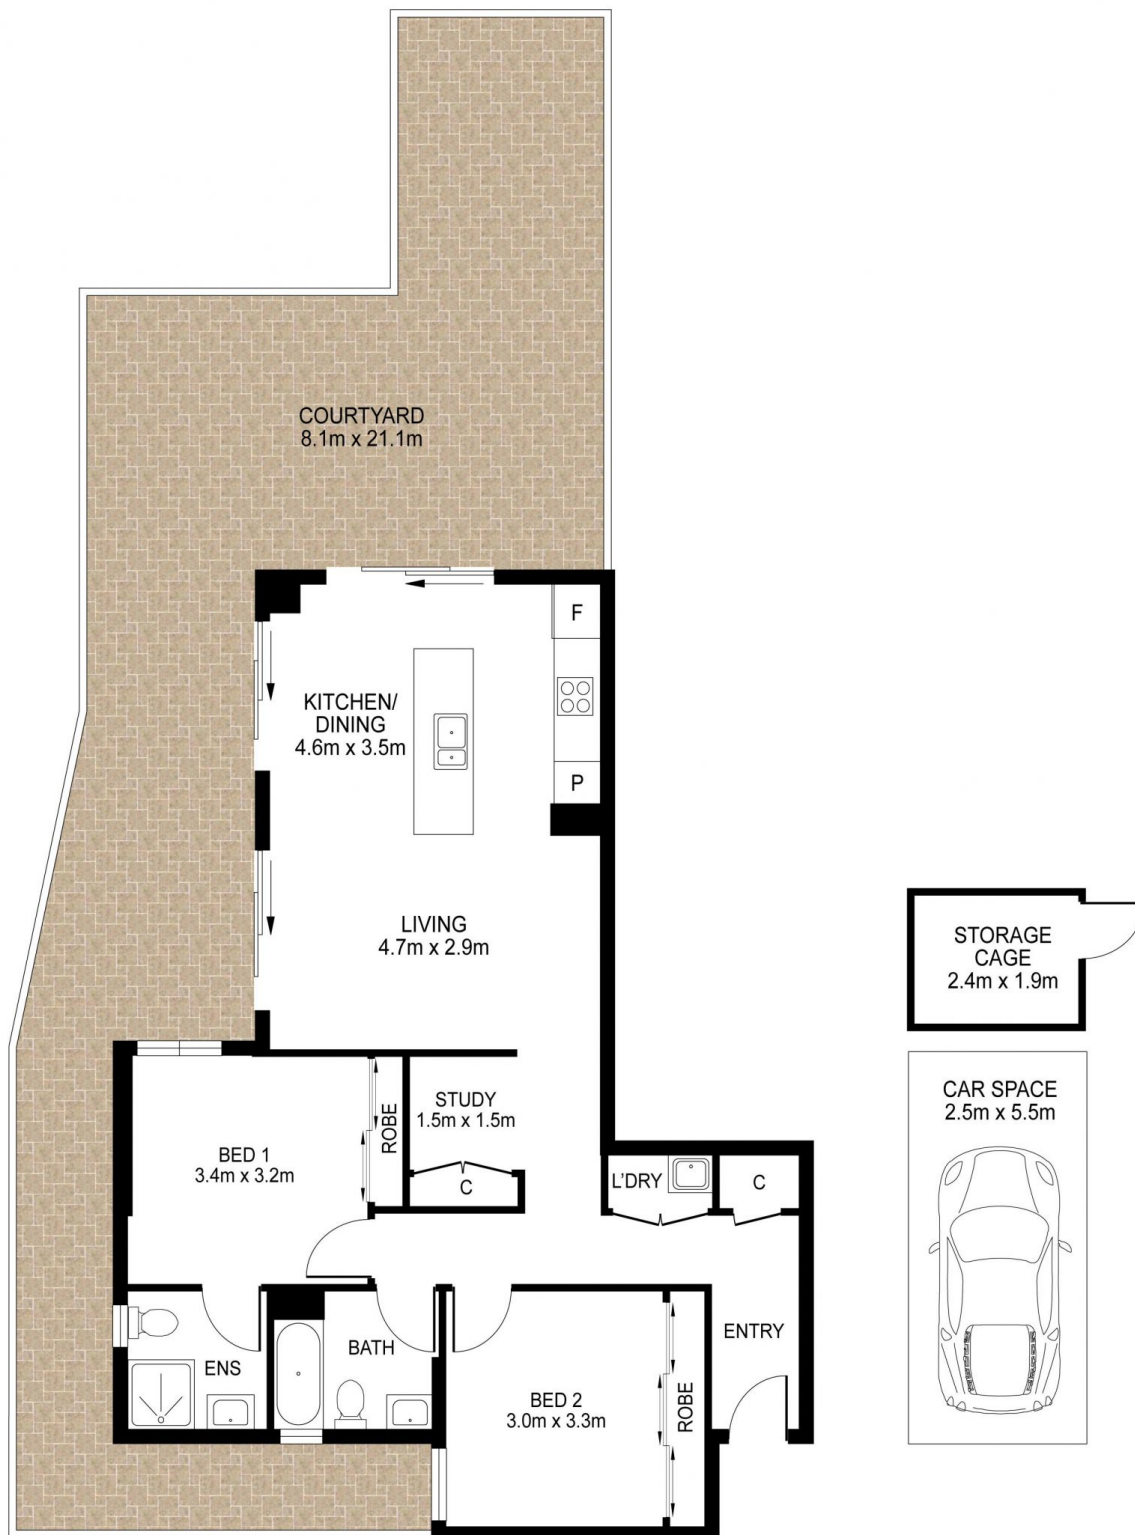 COURTYARD
8.1m x 21.1m
F
KITCHEN/
DINING
4.6m x 3.5m
P
LIVING
4.7m x 2.9m
STORAGE
CAGE
2.4m x 1.9m
CAR SPACE
2.5m x 5.5m
STUDY
1.5m x 1.5m
ROBE
BED 1
3.4m x 3.2m
C
L'DRY
C
ENTRY
BATH
ENS
BED 2
3.0m x 3.3m
ROBE